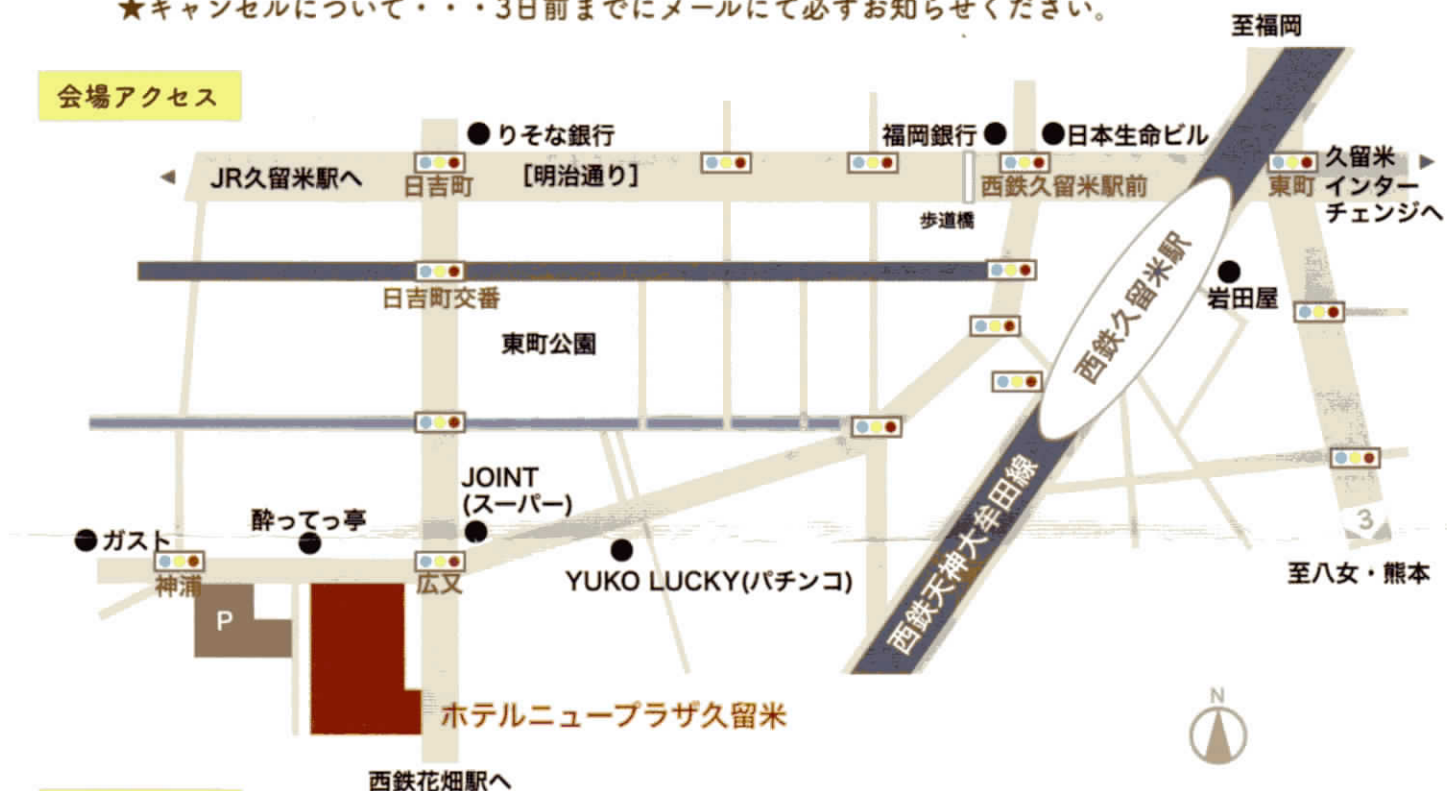 ★キャンセルについて・・・3日前までにメールにて必ずお知らせください。
至福岡
会場アクセス
りそな銀行
福岡銀行
日本生命ビル
JR久留米駅へ
日吉町
[明治通り]
西鉄久留米駅前
東町
久留米
インター
チェンジへ
歩道橋
日吉町交番
東町公園
西鉄久留米駅
岩田屋
JOINT
(スーパー)
酔ってっ亭
ガスト
神浦
広又
YUKO LUCKY(パチンコ)
西鉄天神大牟田線
3
至八女・熊本
P
ホテルニュープラザ久留米
N
西鉄花畑駅へ